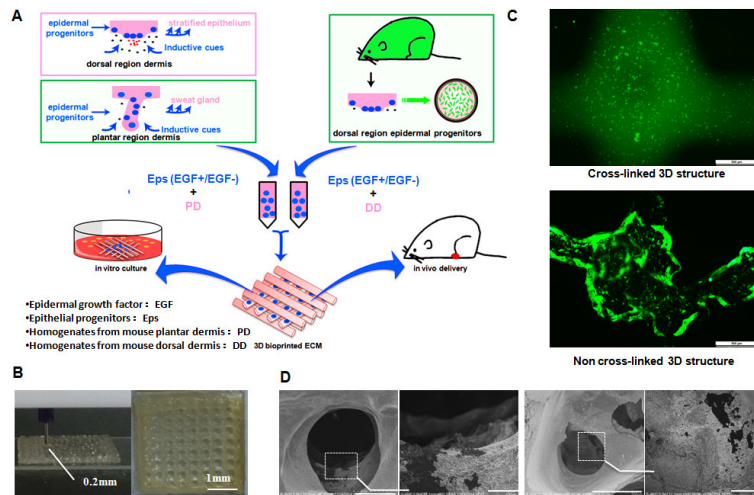 A
epidermal
progenitors
stratified epithelium
Inductive cues
dorsal region dermis
epidermal
progenitors
sweat gland
Inductive cues
plantar region dermis
dorsal region epidermal progenitors
Eps (EGF+/EGF-)
+
PD
Eps (EGF+/EGF-)
+
DD
in vitro culture
in vivo delivery
3D bioprinted ECM
•Epidermal growth factor： EGF
•Epithelial progenitors： Eps
•Homogenates from mouse plantar dermis： PD
•Homogenates from mouse dorsal dermis： DD
B
0.2mm
1mm
C
Cross-linked 3D structure
Non cross-linked 3D structure
D